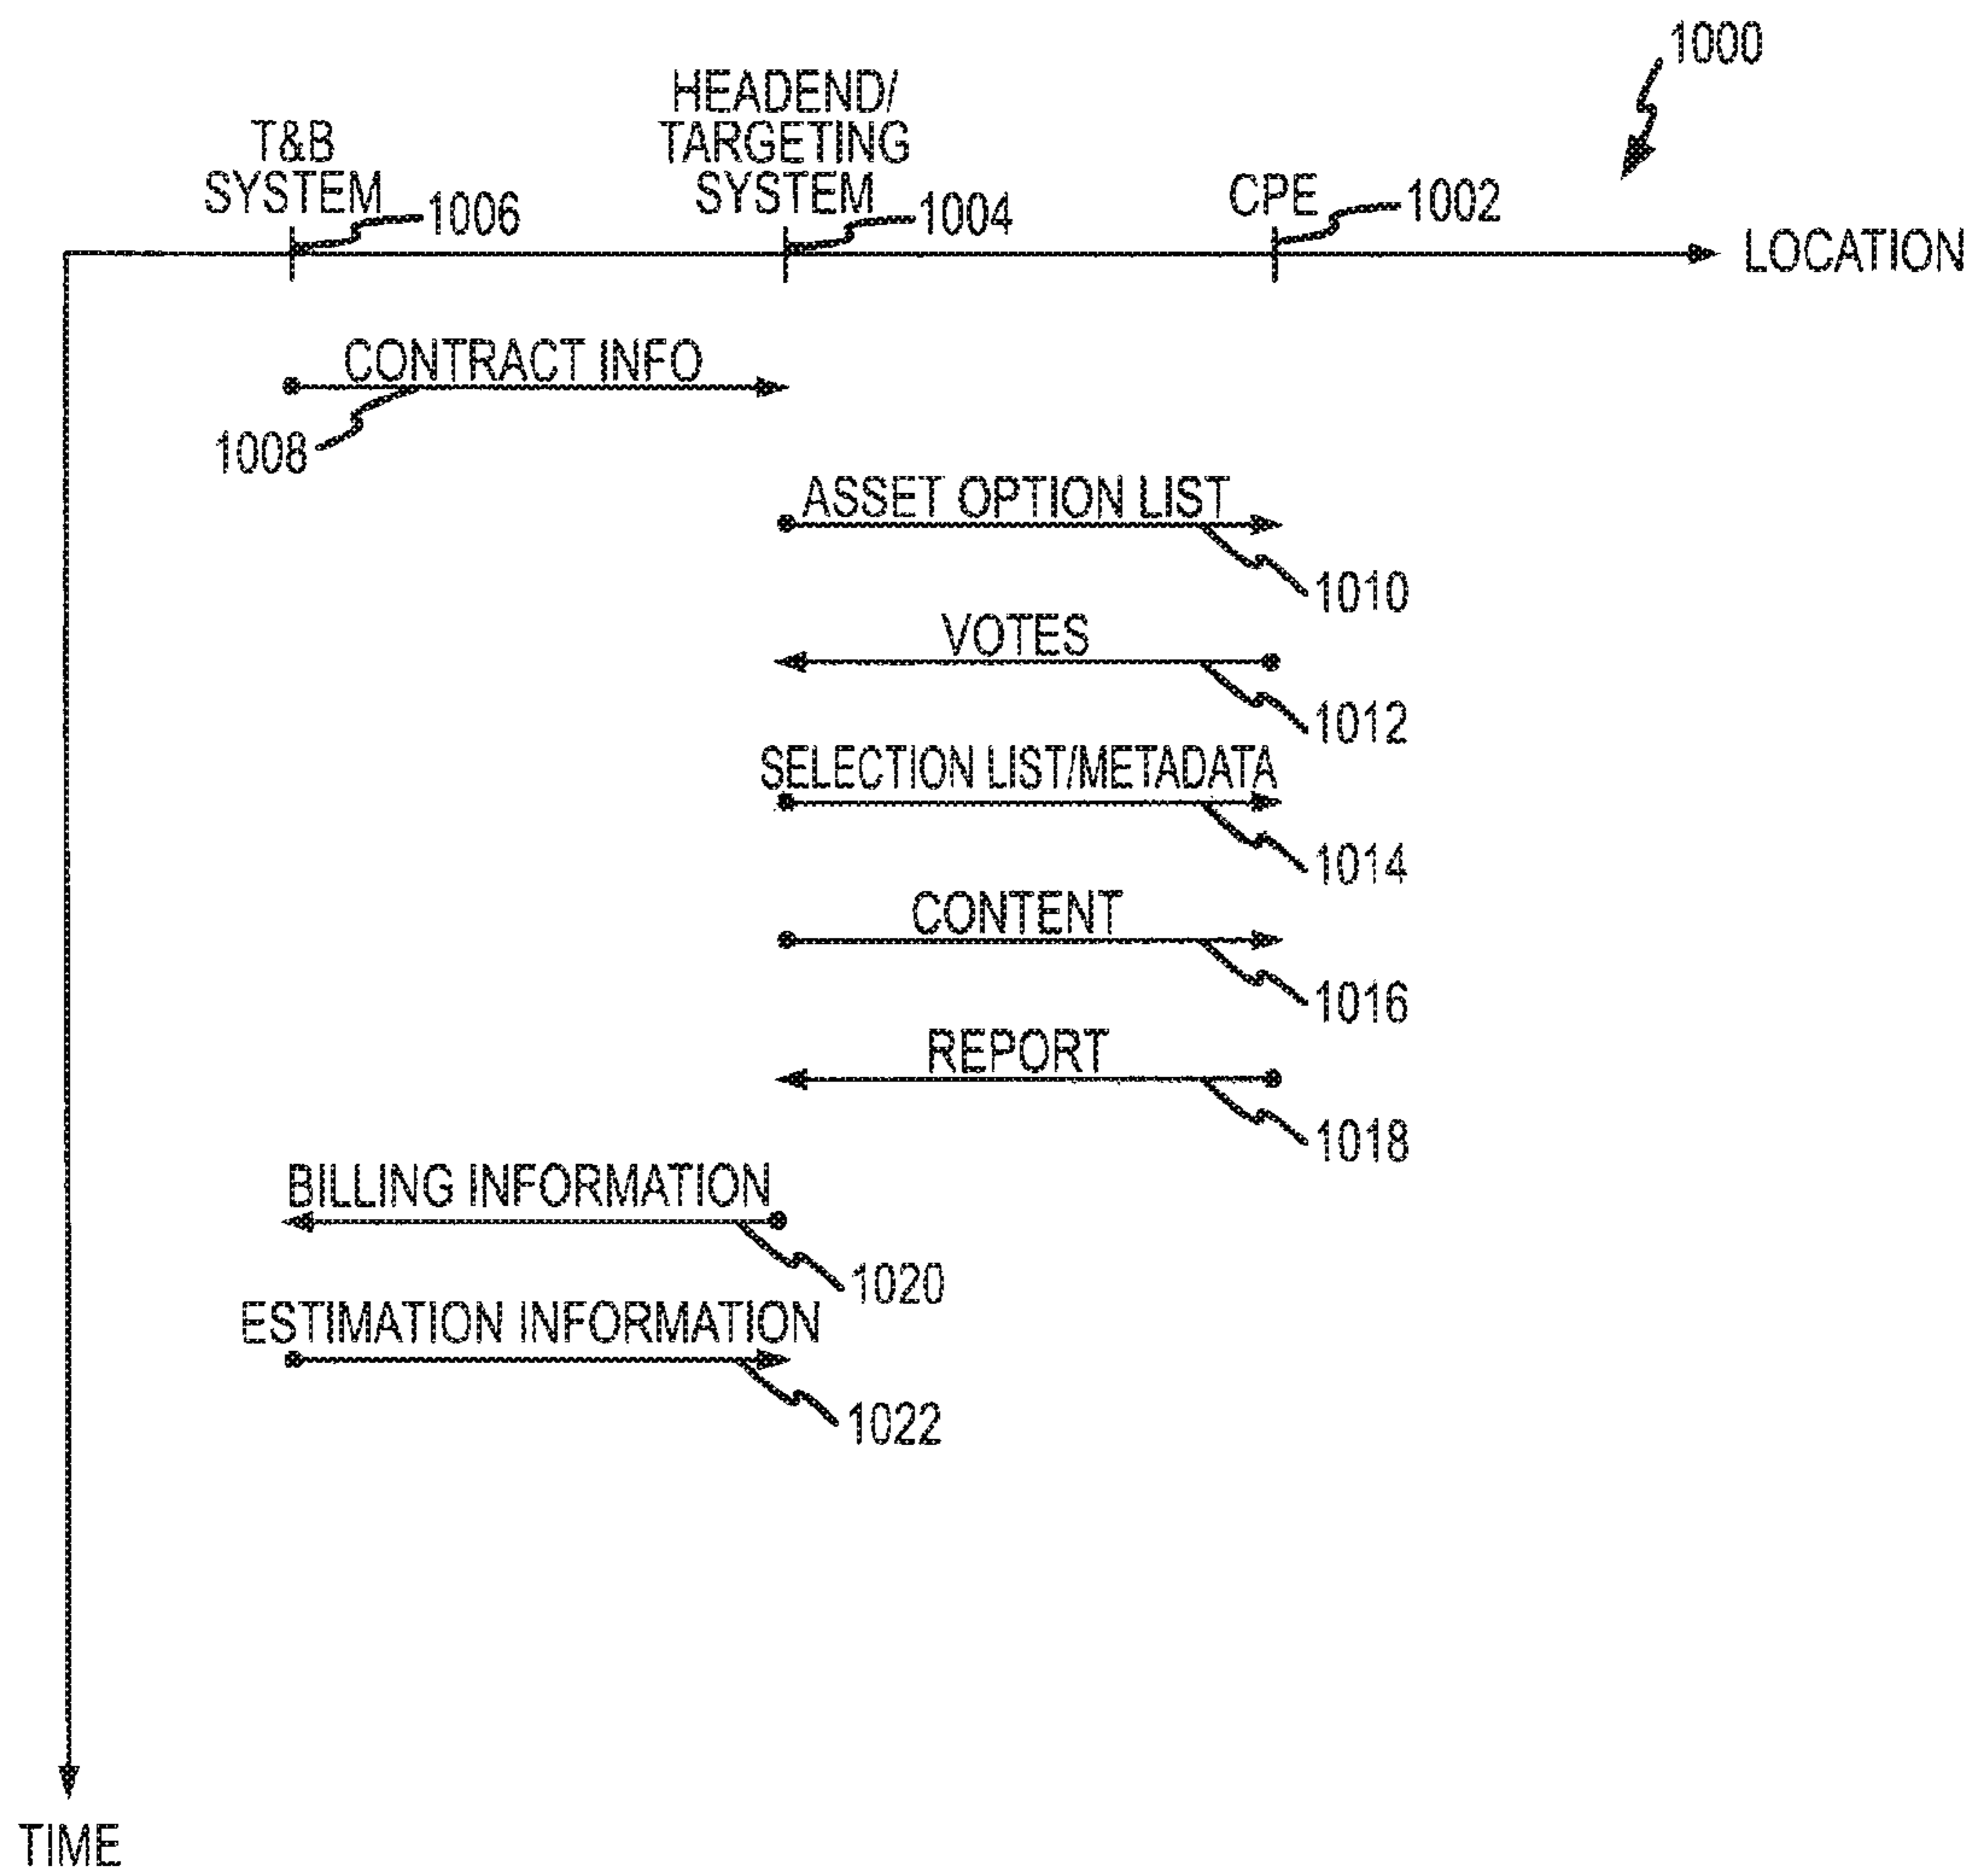 1000
HEADEND/
TARGETING
SYSTEM
T&B
SYSTEM
1006
1004
CPE
1002
LOCATION
CONTRACT INFO
1008
ASSET OPTION LIST
1010
VOTES
1012
SELECTION LIST/METADATA
1014
CONTENT
1016
REPORT
1018
BILLING INFORMATION
1020
ESTIMATION INFORMATION
1022
TIME